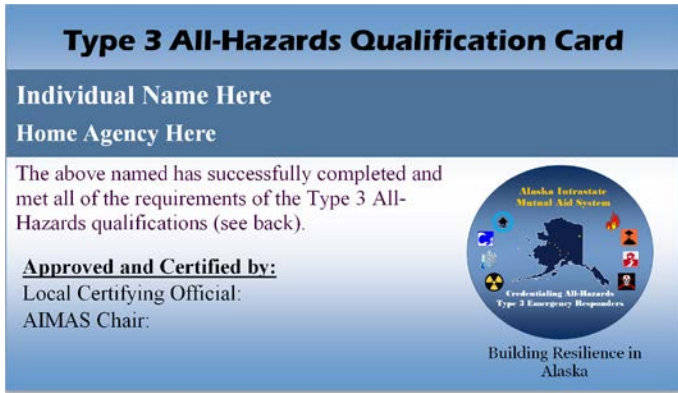 Type 3 All-Hazards Qualification Card
Individual Name Here
Home Agency Here
The above named has successfully completed and
met all of the requirements of the Type 3 All-
Hazards qualifications (see back).
Approved and Certified by:
Local Certifying Official:
AIMAS Chair:
Alaska Intrastate
Mutual Aid System
Credentialing All-Hazards
Type 3 Emergency Responders
Building Resilience in
Alaska